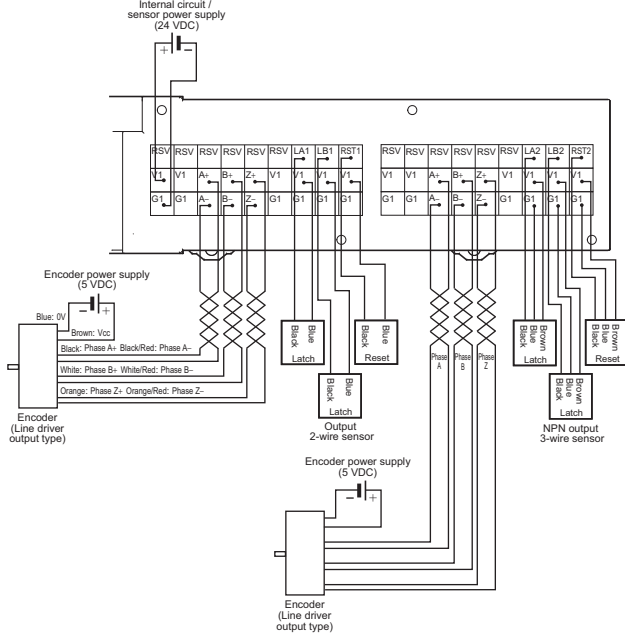 Internal circuit /
sensor power supply
(24 VDC)
+ −
RSV RSV RSV RSV RSV RSV LA1 LB1 RST1
V1 V1 A+ B+ Z+ V1 V1 V1 V1
G1 G1 A− B− Z− G1 G1 G1 G1
RSV RSV RSV RSV RSV RSV LA2 LB2 RST2
V1 V1 A+ B+ Z+ V1 V1 V1 V1
G1 G1 A− B− Z− G1 G1 G1 G1
Encoder power supply
(5 VDC)
− +
Blue: 0V
Brown: Vcc
Black: Phase A+ Black/Red: Phase A−
White: Phase B+ White/Red: Phase B−
Orange: Phase Z+ Orange/Red: Phase Z−
Encoder
(Line driver
output type)
Black Blue
Latch
Black Blue
Latch
Black Blue
Reset
Output
2-wire sensor
Phase A
Phase B
Phase Z
Black Blue Brown
Latch
Black Blue Brown
Latch
Black Blue Brown
Reset
NPN output
3-wire sensor
Encoder power supply
(5 VDC)
− +
Encoder
(Line driver
output type)